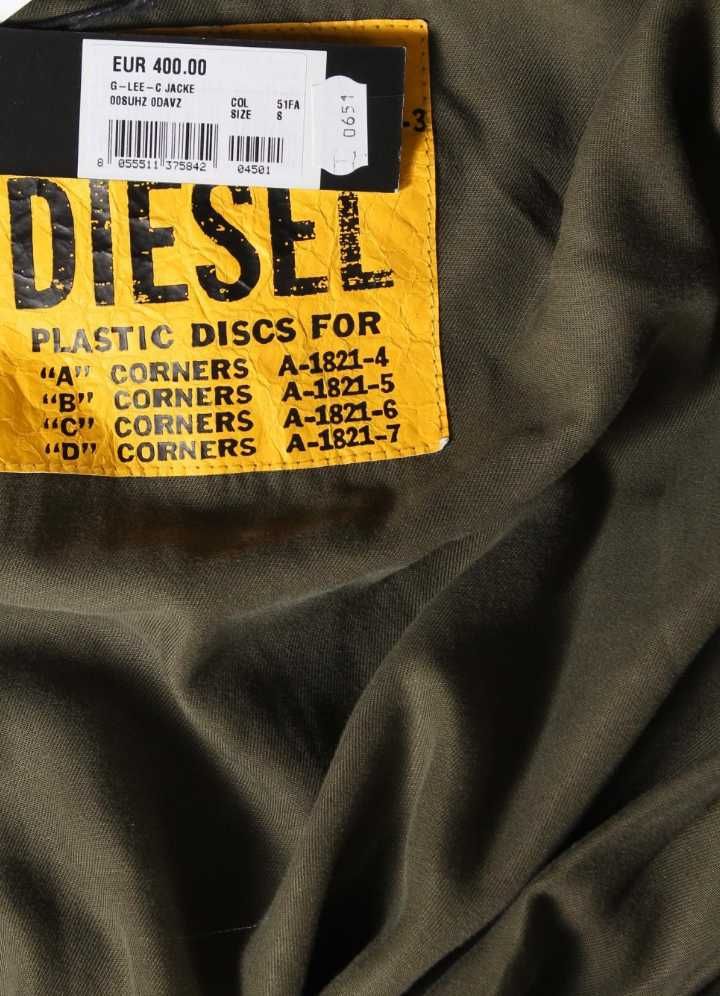 EUR 400.00
G-LEE-C JACKE
00SUHZ 0DAVZ COL 51FA
SIZE S
8 055511 375842 04501
T 0651
-3
DIESEL
PLASTIC DISCS FOR
“A” CORNERS A-1821-4
“B” CORNERS A-1821-5
“C” CORNERS A-1821-6
“D” CORNERS A-1821-7